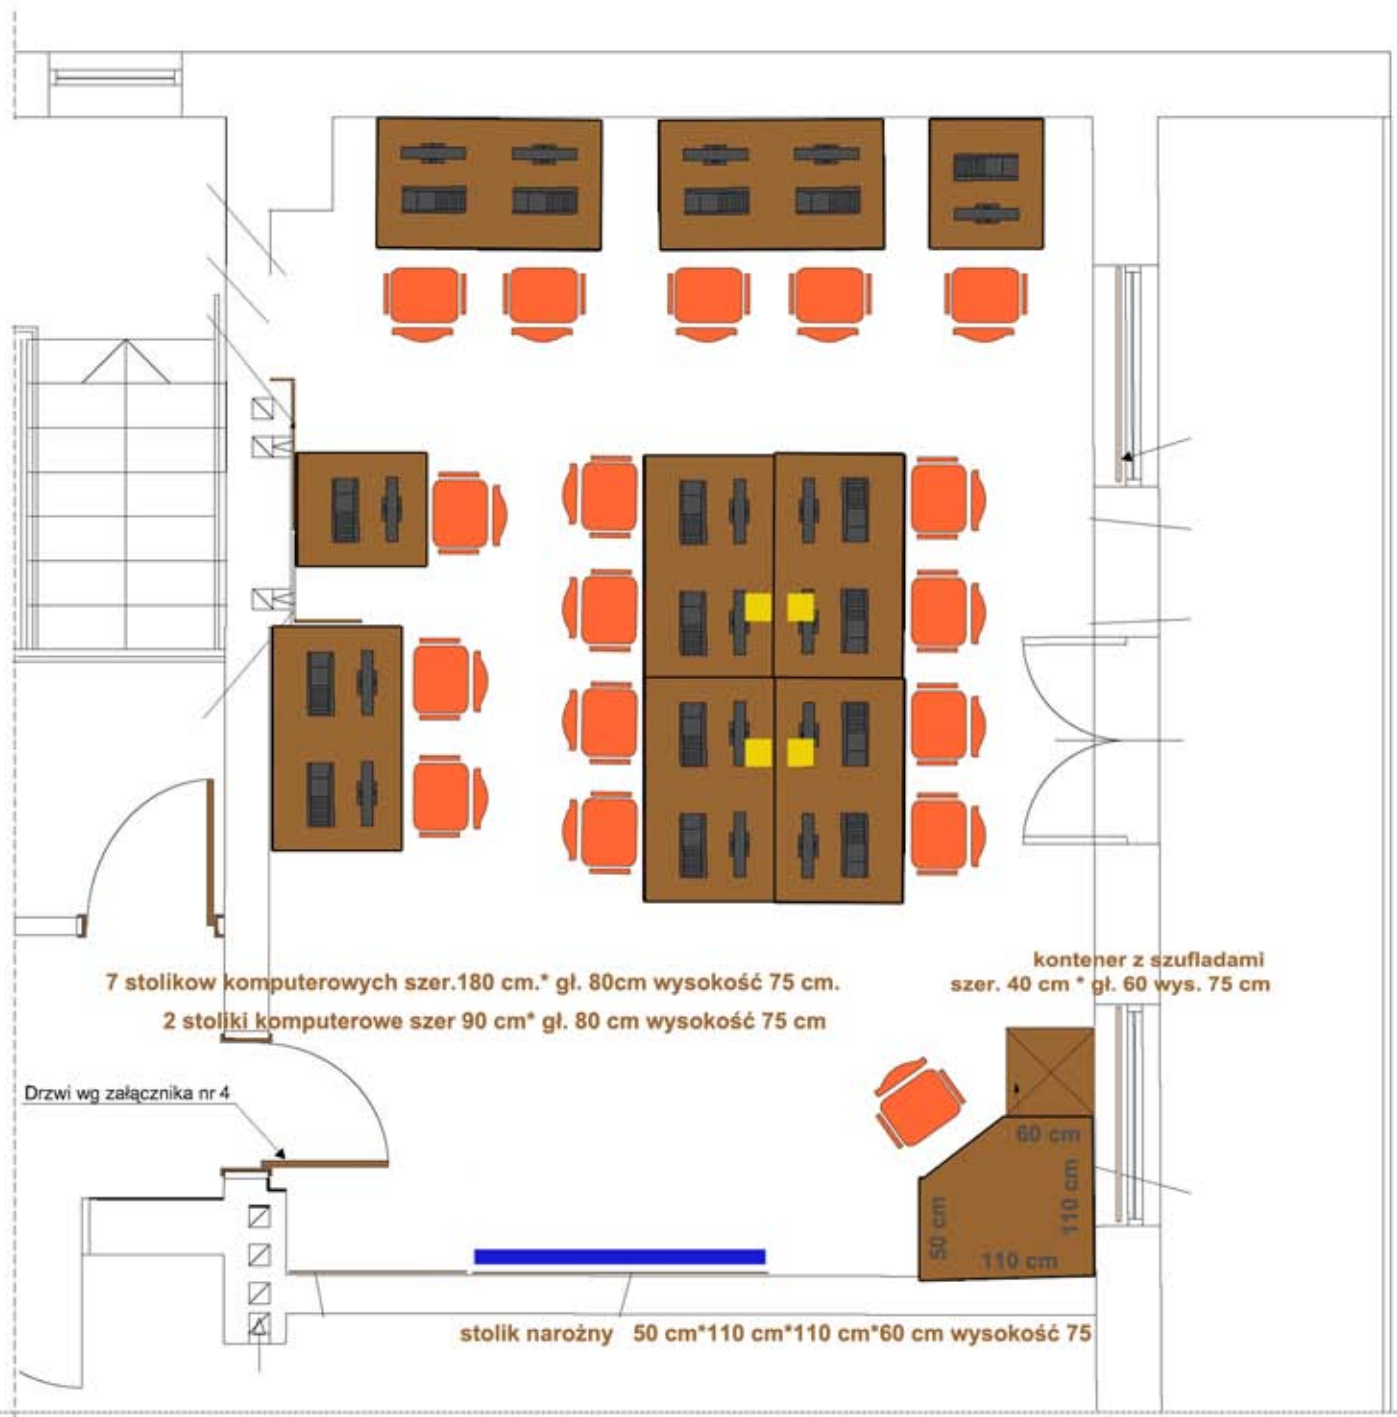 kontener z szufladami
7 stolikow komputerowych szer.180 cm.* gł. 80cm wysokość 75 cm.
szer. 40 cm * gł. 60 wys. 75 cm
2 stoliki komputerowe szer 90 cm* gł. 80 cm wysokość 75 cm
Drzwi wg załącznika nr 4
60 cm
110 cm
50 cm
110 cm
stolik narożny 50 cm*110 cm*110 cm*60 cm wysokość 75